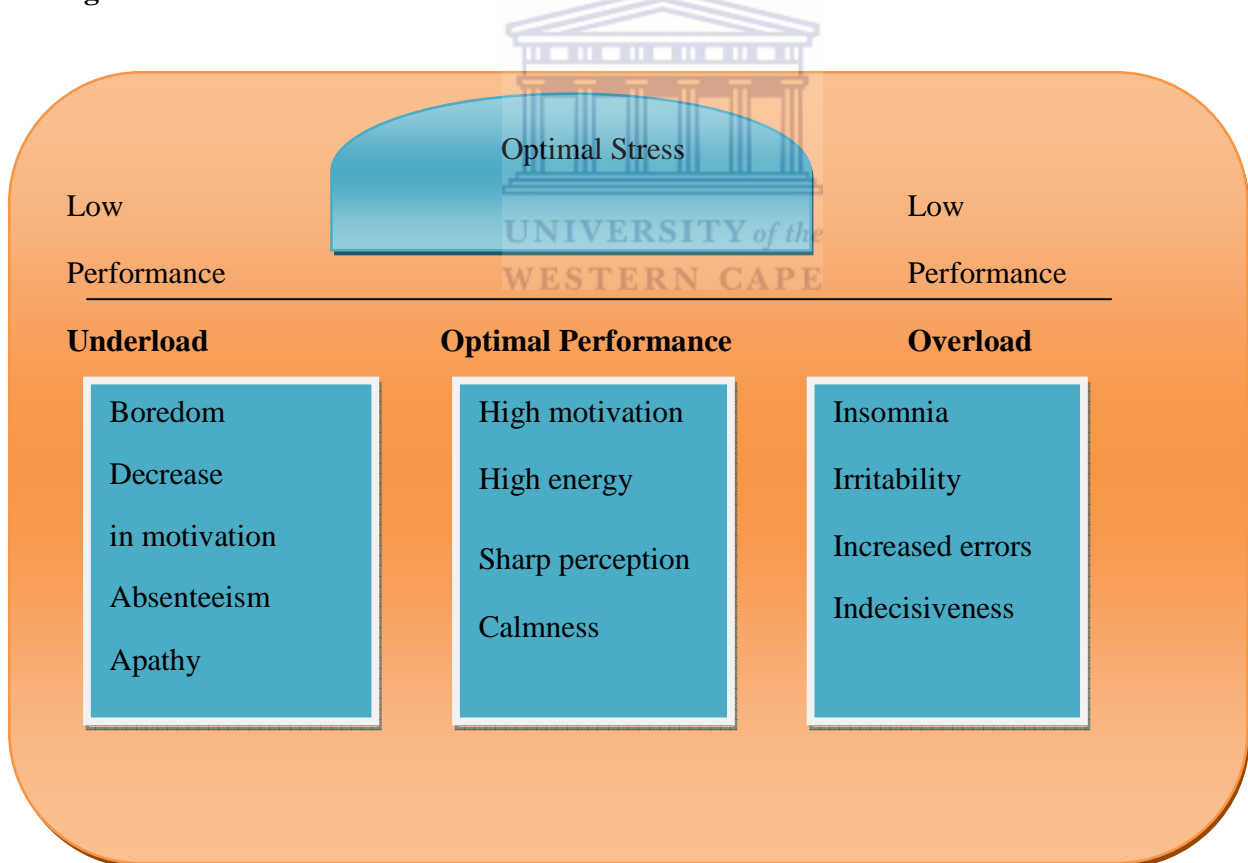 Optimal Stress
Low
Performance
Low
Performance
UNIVERSITY of the
WESTERN CAPE
Underload
Optimal Performance
Overload
Boredom
Decrease
in motivation
Absenteeism
Apathy
High motivation
High energy
Sharp perception
Calmness
Insomnia
Irritability
Increased errors
Indecisiveness